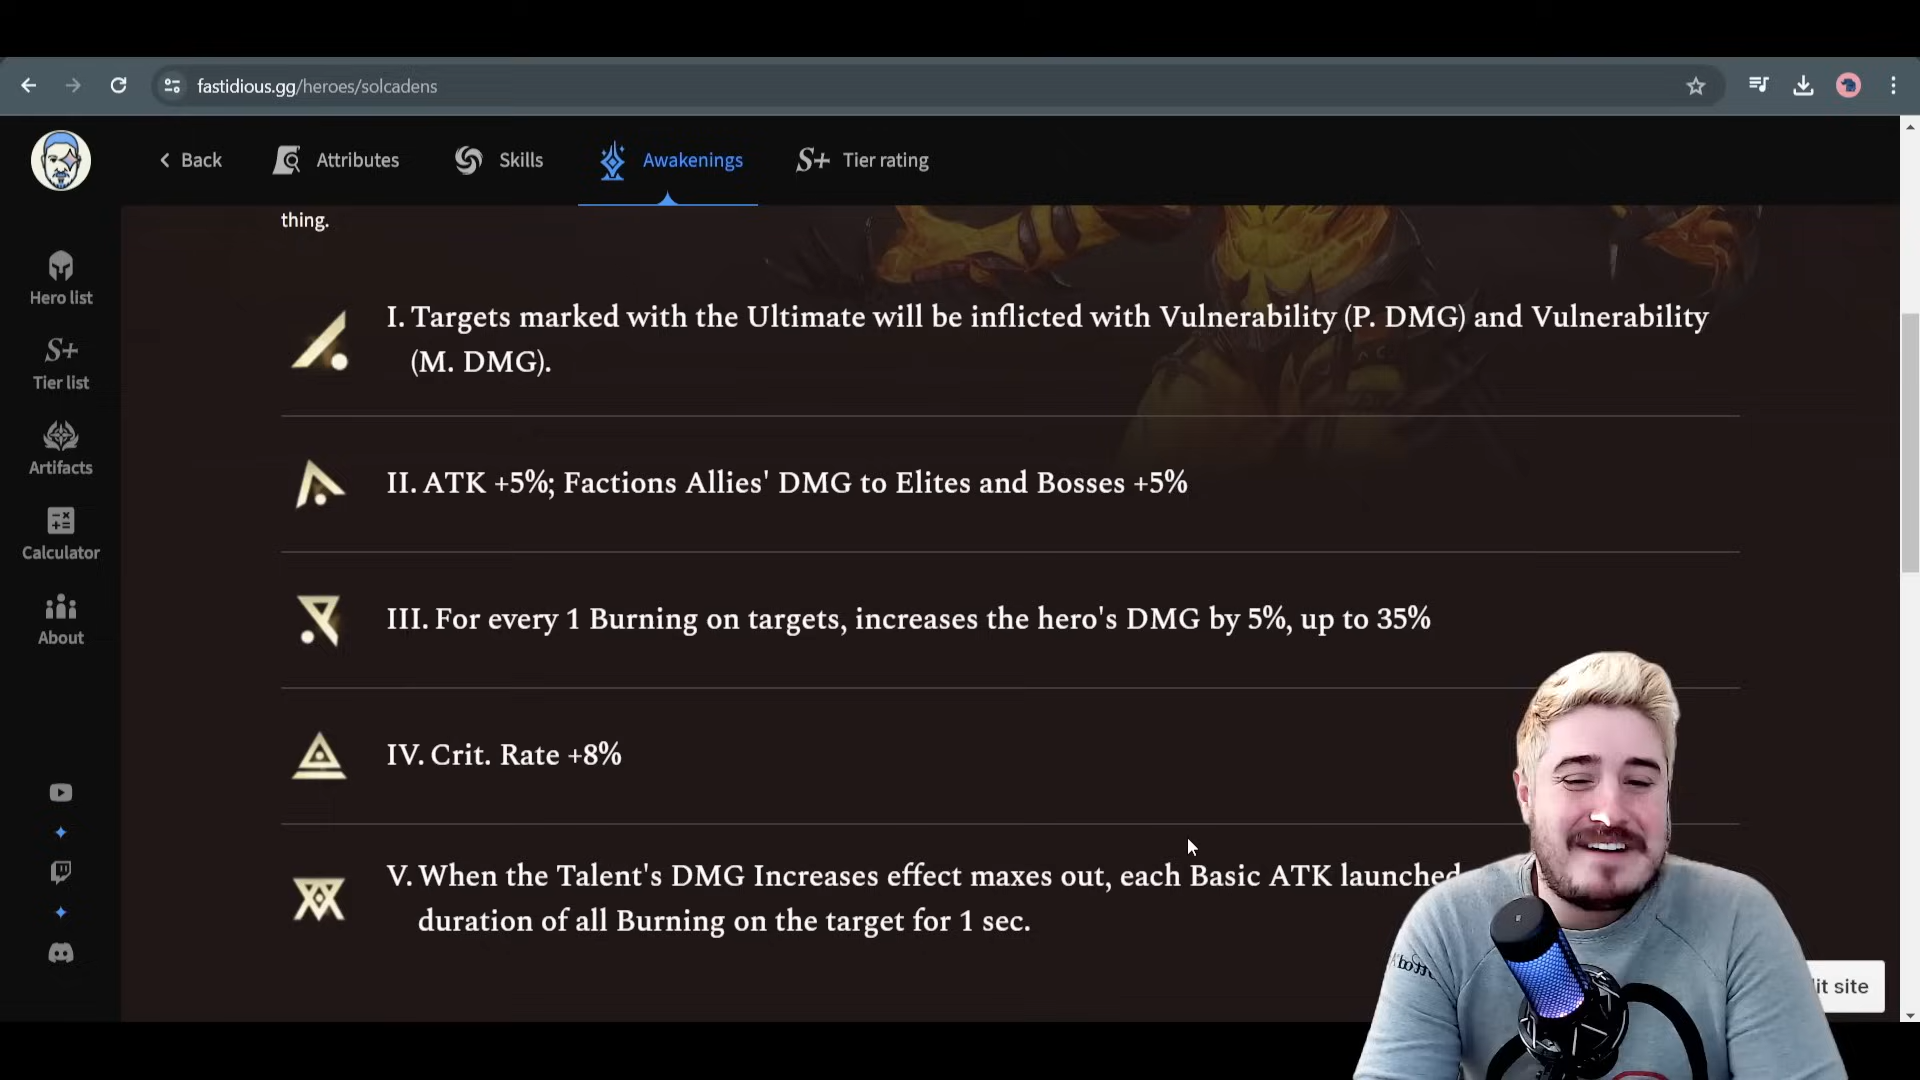 fastidious.gg/heroes/solcadens
Back
Attributes
Skills
Awakenings
S+ Tier rating
thing.
Hero list
S+
Tier list
Artifacts
Calculator
About
I. Targets marked with the Ultimate will be inflicted with Vulnerability (P. DMG) and Vulnerability
(M. DMG).
II. ATK +5%; Factions Allies' DMG to Elites and Bosses +5%
III. For every 1 Burning on targets, increases the hero's DMG by 5%, up to 35%
IV. Crit. Rate +8%
V. When the Talent's DMG Increases effect maxes out, each Basic ATK launched
duration of all Burning on the target for 1 sec.
it site